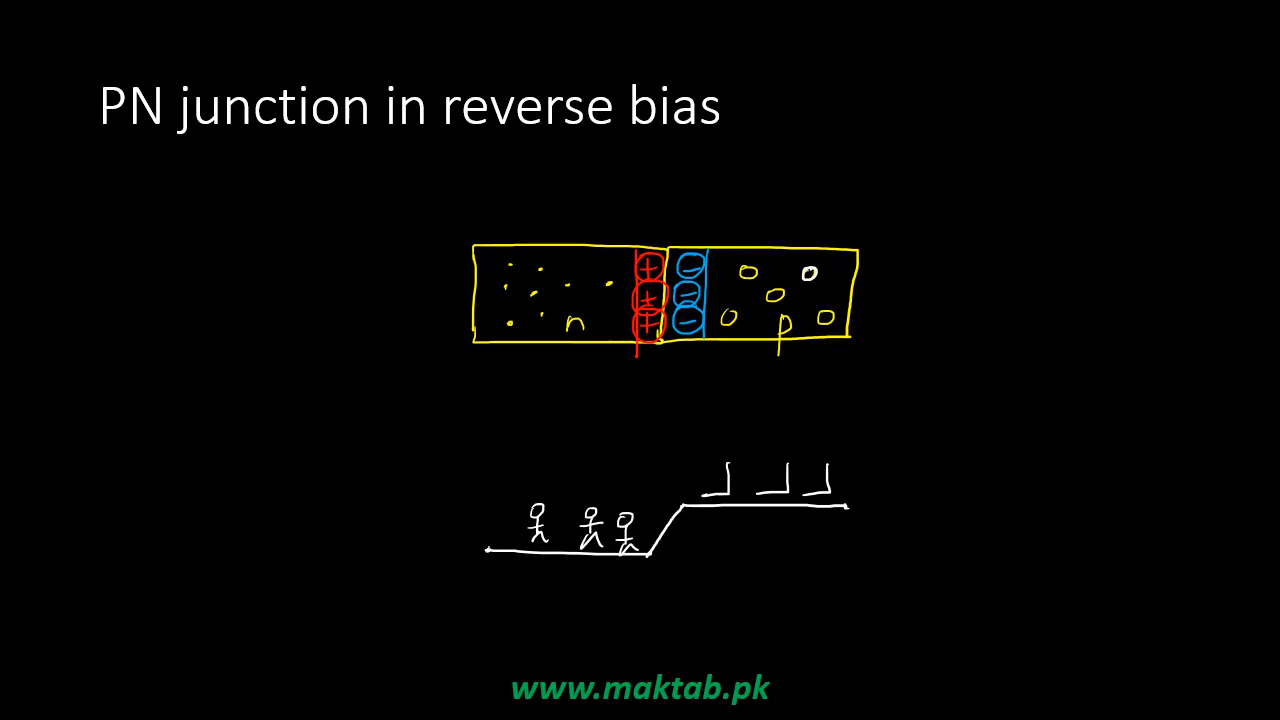 PN junction in reverse bias
+ −
+ −
+ −
n p
www.maktab.pk